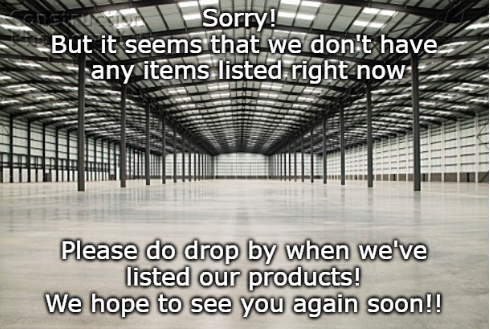 Construction
Sorry!
But it seems that we don't have
any items listed right now
Please do drop by when we've
listed our products!
We hope to see you again soon!!